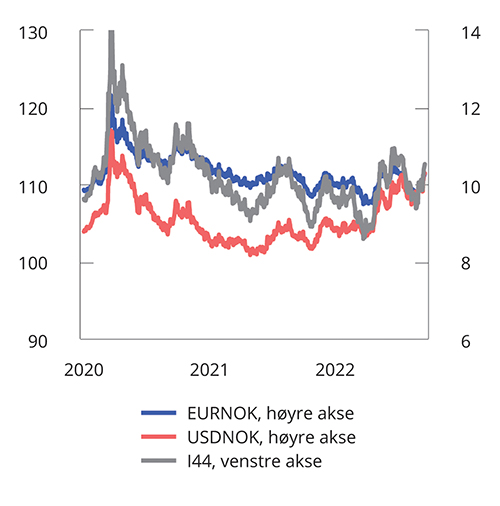 130 14
120 12
110 10
100 8
90 6
2020 2021 2022
EURNOK, høyre akse
USDNOK, høyre akse
I44, venstre akse